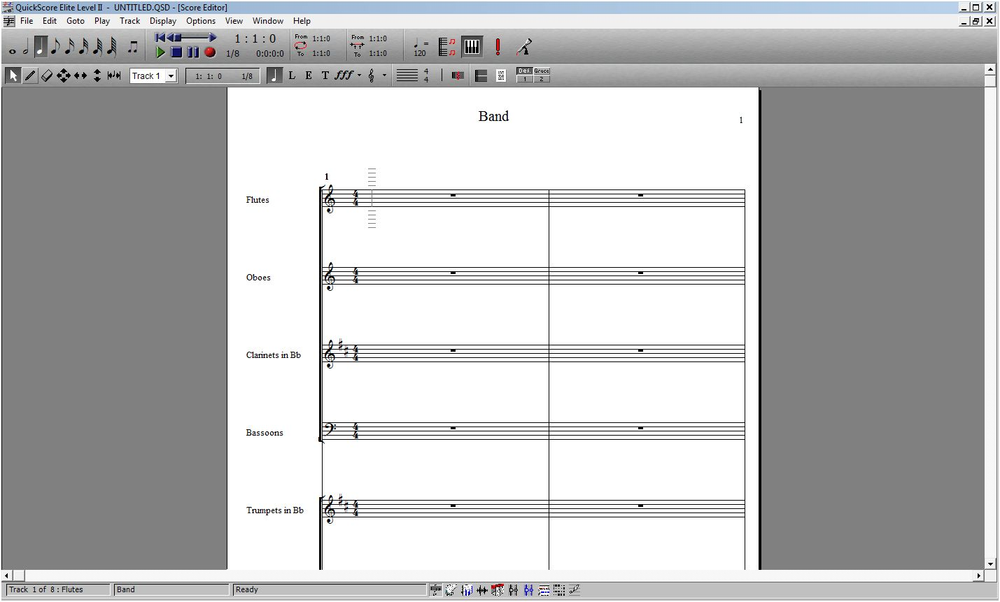 QuickScore Elite Level II - UNTITLED.QSD - [Score Editor]
File Edit Goto Play Track Display Options View Window Help
1:1:0
1/8 0:0:0:0
From 1:1:0
To 1:1:0
From 1:1:0
To 1:1:0
=
120
Track 1
1: 1: 0 1/8
L E T fff
4
4
Def. Grace
1 2
Band
1
1
Flutes
Oboes
Clarinets in Bb
Bassoons
Trumpets in Bb
Track 1 of 8 : Flutes
Band
Ready